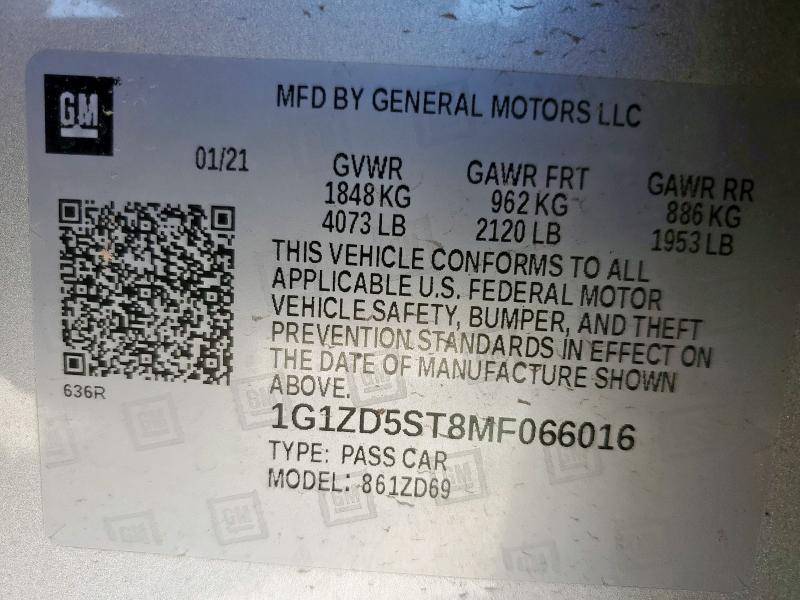 GM
MFD BY GENERAL MOTORS LLC
01/21
GVWR
1848 KG
4073 LB
GAWR FRT
962 KG
2120 LB
GAWR RR
886 KG
1953 LB
THIS VEHICLE CONFORMS TO ALL
APPLICABLE U.S. FEDERAL MOTOR
VEHICLE SAFETY, BUMPER, AND THEFT
PREVENTION STANDARDS IN EFFECT ON
THE DATE OF MANUFACTURE SHOWN
ABOVE.
636R
1G1ZD5ST8MF066016
TYPE: PASS CAR
MODEL: 861ZD69